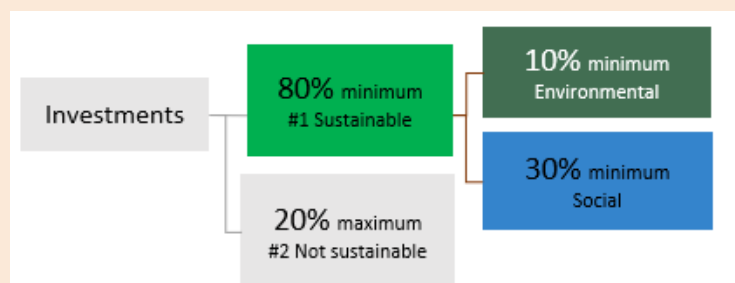 Investments
80% minimum
#1 Sustainable
20% maximum
#2 Not sustainable
10% minimum
Environmental
30% minimum
Social